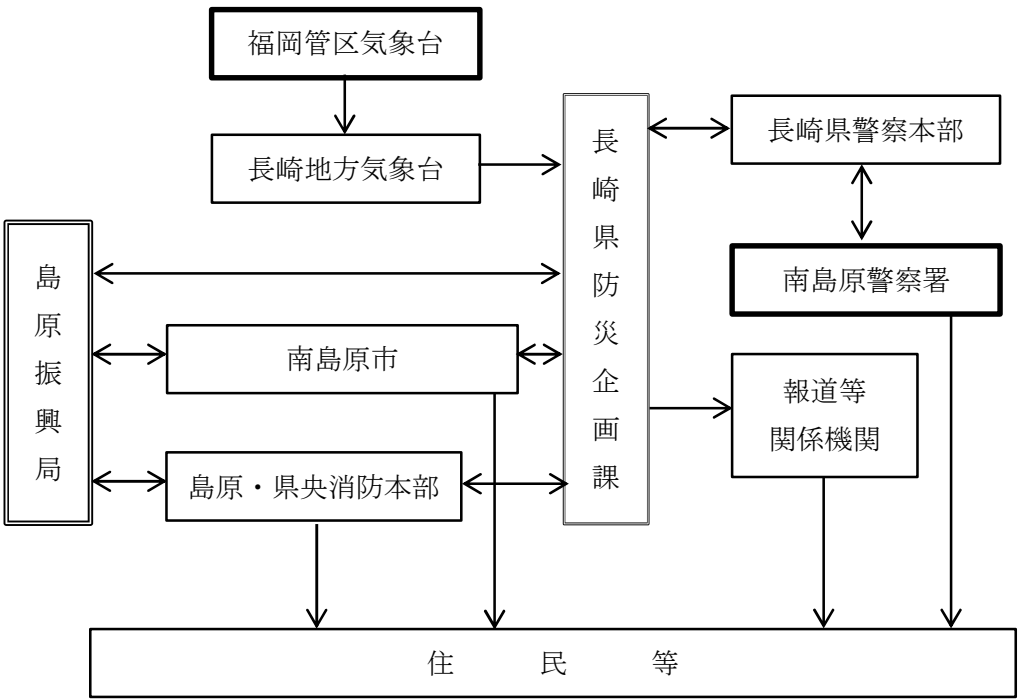 福岡管区気象台
長崎地方気象台
長崎県防災企画課
長崎県警察本部
南島原警察署
島原振興局
南島原市
島原・県央消防本部
報道等
関係機関
住民等